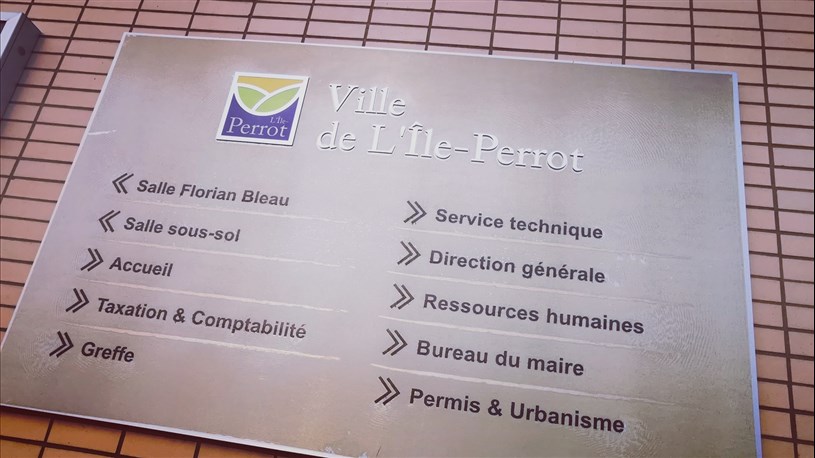 L'Île-
Perrot
Ville
de L'Île-Perrot
Salle Florian Bleau
Salle sous-sol
Accueil
Taxation & Comptabilité
Greffe
Service technique
Direction générale
Ressources humaines
Bureau du maire
Permis & Urbanisme